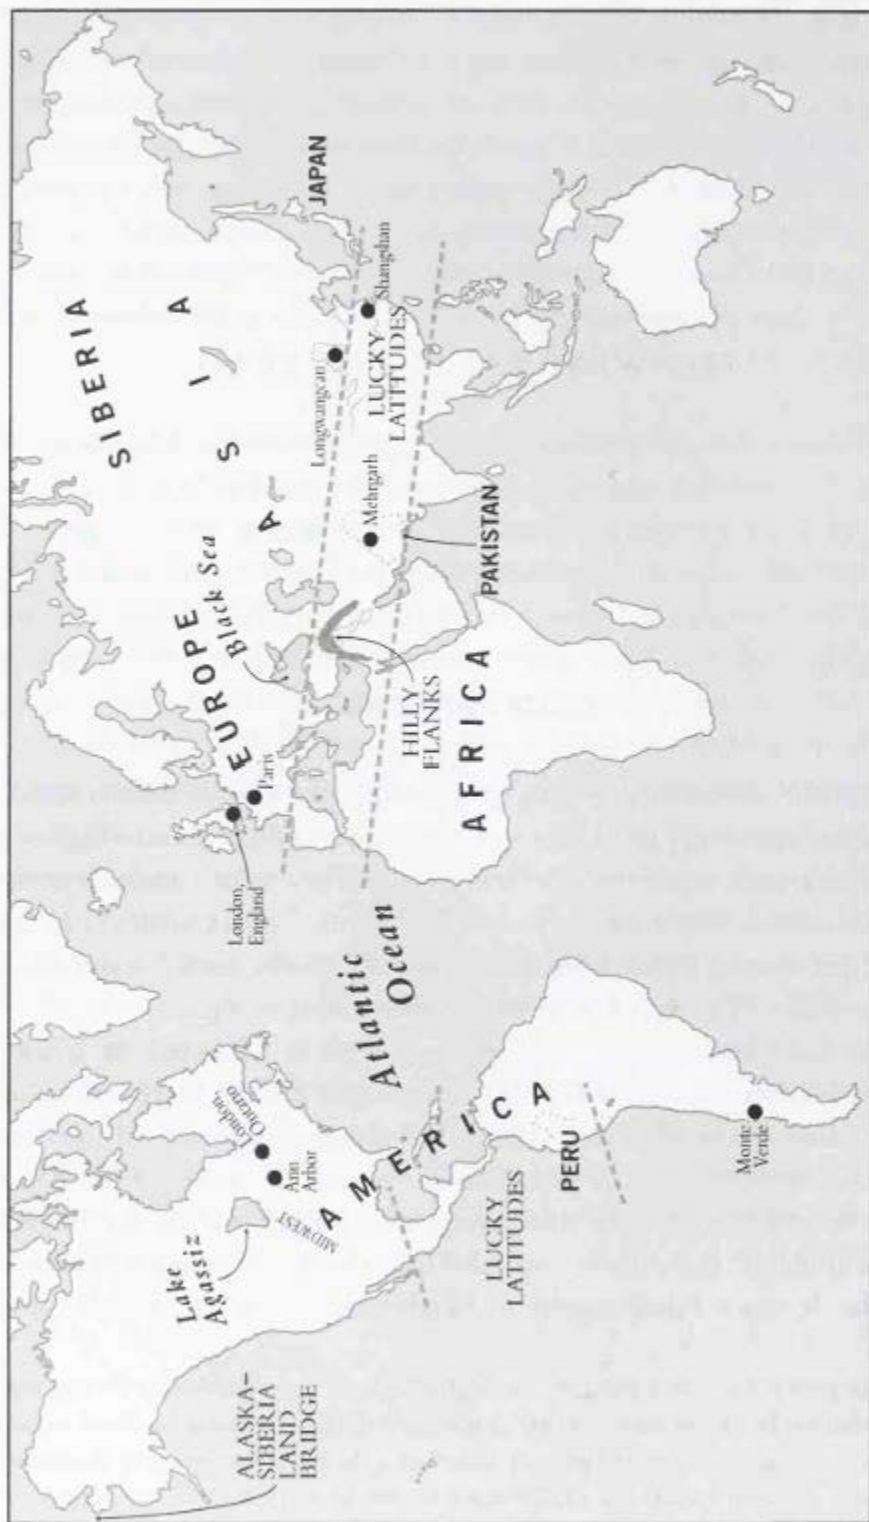 ALASKA–
SIBERIA
LAND
BRIDGE
Lake
Agassiz
MIDWEST
Ann
Arbor
London,
Ontario
AMERICA
LUCKY
LATITUDES
PERU
Monte
Verde
Atlantic
Ocean
London,
England
Paris
EUROPE
Black Sea
HILLY
FLANKS
AFRICA
SIBERIA
ASIA
Mehrgarh
PAKISTAN
Longwangcan
LUCKY
LATITUDES
Shangshan
JAPAN